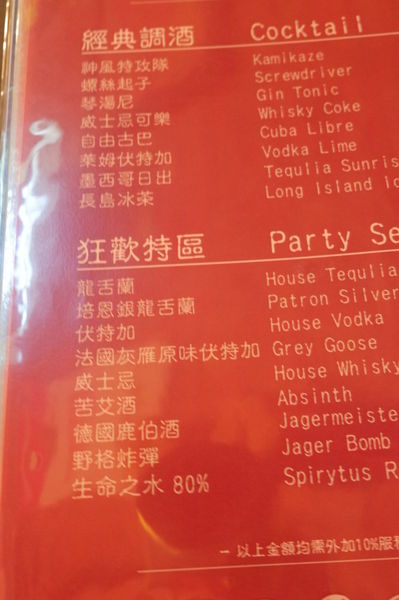 經典調酒 Cocktail
神風特攻隊 Kamikaze
螺絲起子 Screwdriver
琴湯尼 Gin Tonic
威士忌可樂 Whisky Coke
自由古巴 Cuba Libre
萊姆伏特加 Vodka Lime
墨西哥日出 Tequlia Sunris
長島冰茶 Long Island Ic
狂歡特區 Party Se
龍舌蘭 House Tequlia
培恩銀龍舌蘭 Patron Silver
伏特加 House Vodka
法國灰雁原味伏特加 Grey Goose
威士忌 House Whisky
苦艾酒 Absinth
德國鹿伯酒 Jagermeiste
野格炸彈 Jager Bomb
生命之水 80% Spirytus R
— 以上金額均需外加10%服務